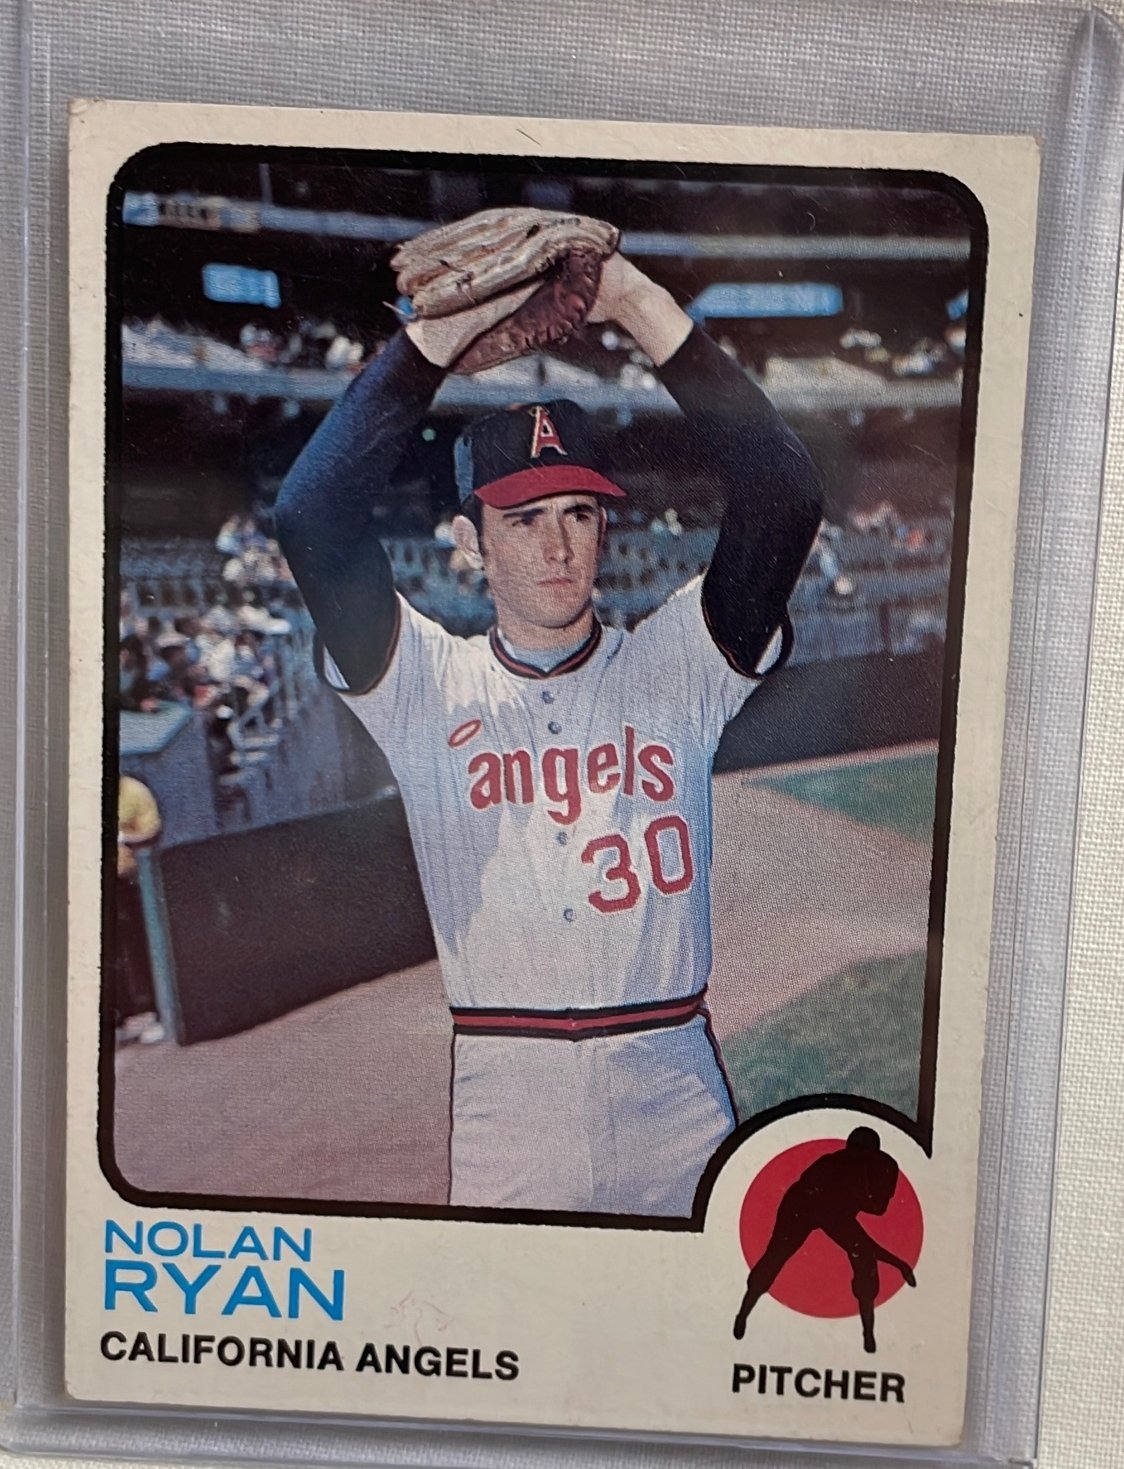 A
angels
30
NOLAN
RYAN
CALIFORNIA ANGELS
PITCHER